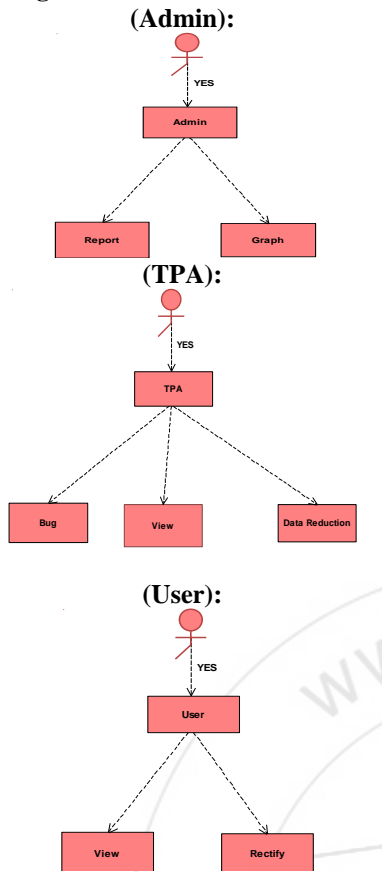 (Admin):
YES
Admin
Report Graph
(TPA):
YES
TPA
Bug View Data Reduction
(User):
YES
User
View Rectify